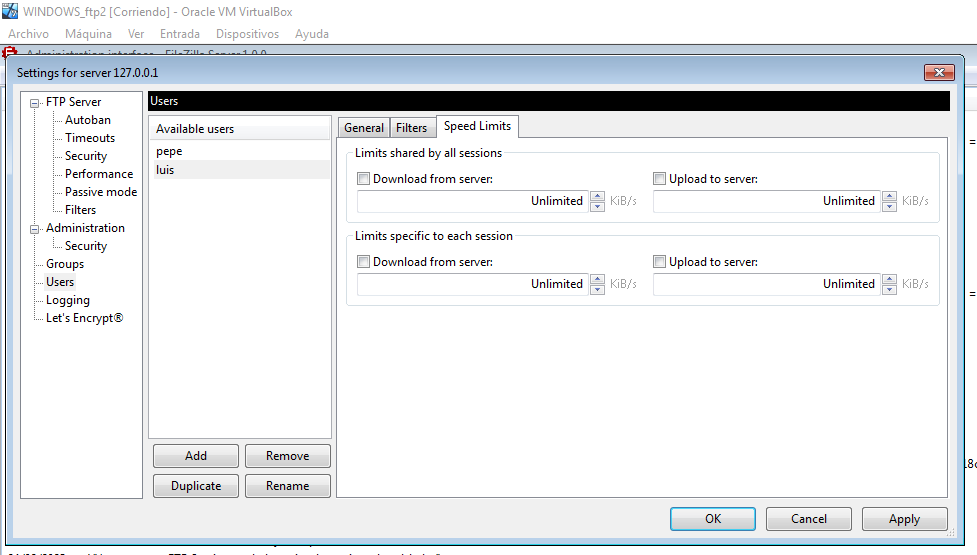 WINDOWS_ftp2 [Corriendo] - Oracle VM VirtualBox
Archivo Máquina Ver Entrada Dispositivos Ayuda
Administration interface - FileZilla Server 1.0.0
Settings for server 127.0.0.1
FTP Server
Autoban
Timeouts
Security
Performance
Passive mode
Filters
Administration
Security
Groups
Users
Logging
Let's Encrypt®
Users
Available users
pepe
luis
Add Remove
Duplicate Rename
General Filters Speed Limits
Limits shared by all sessions
Download from server: Upload to server:
Unlimited KiB/s Unlimited KiB/s
Limits specific to each session
Download from server: Upload to server:
Unlimited KiB/s Unlimited KiB/s
OK Cancel Apply